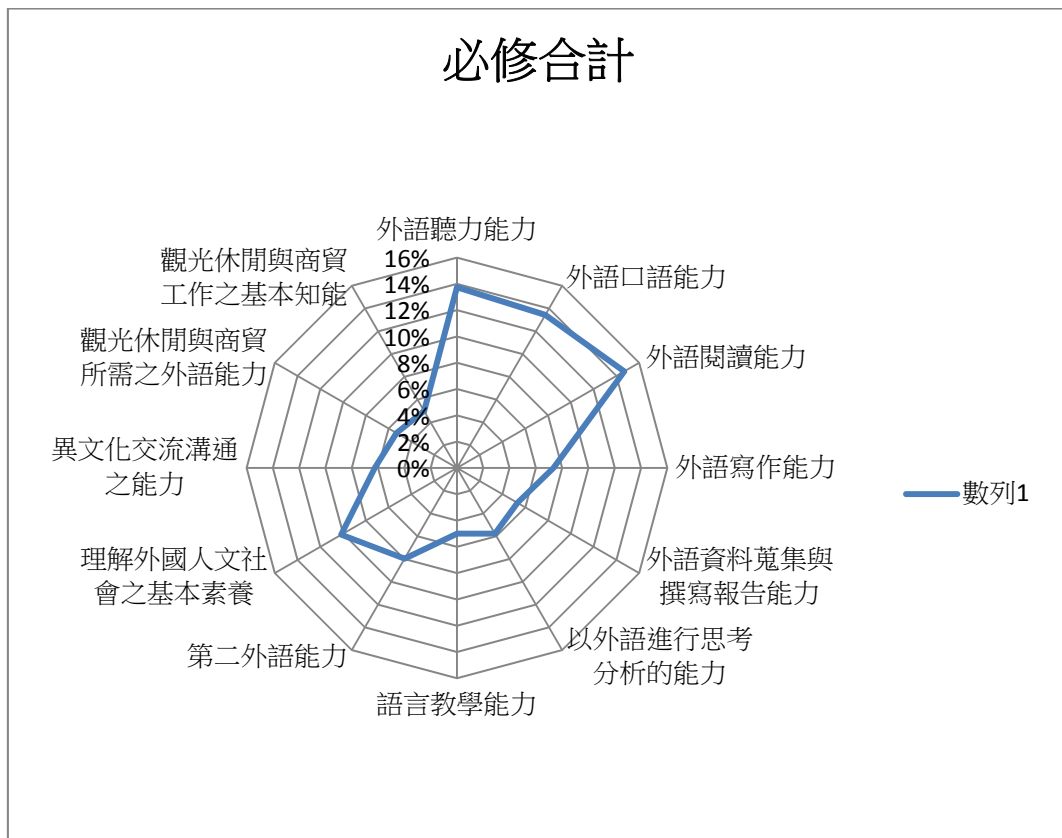 必修合計
外語聽力能力
外語口語能力
外語閱讀能力
外語寫作能力
外語資料蒐集與
撰寫報告能力
以外語進行思考
分析的能力
語言教學能力
第二外語能力
理解外國人文社
會之基本素養
異文化交流溝通
之能力
觀光休閒與商貿
所需之外語能力
觀光休閒與商貿
工作之基本知能
16%
14%
12%
10%
8%
6%
4%
2%
0%
數列1